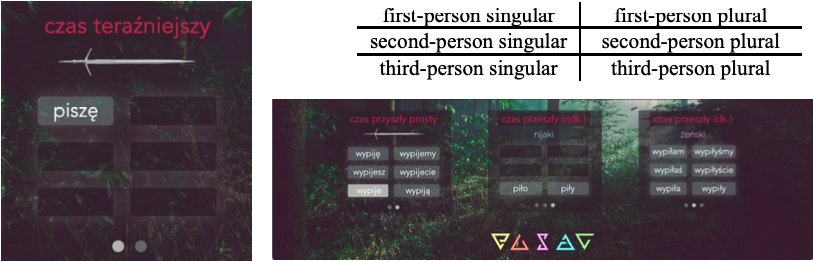 czas teraźniejszy
piszę
first-person singular first-person plural
second-person singular second-person plural
third-person singular third-person plural
czas przyszły prosty
wypiję wypijemy
wypijesz wypijecie
wypije wypiją
czas przeszły (ndk.)
nijaki
piło piły
czas przeszły (dk.)
żeński
wypiłam wypiłyśmy
wypiłaś wypiłyście
wypiła wypiły